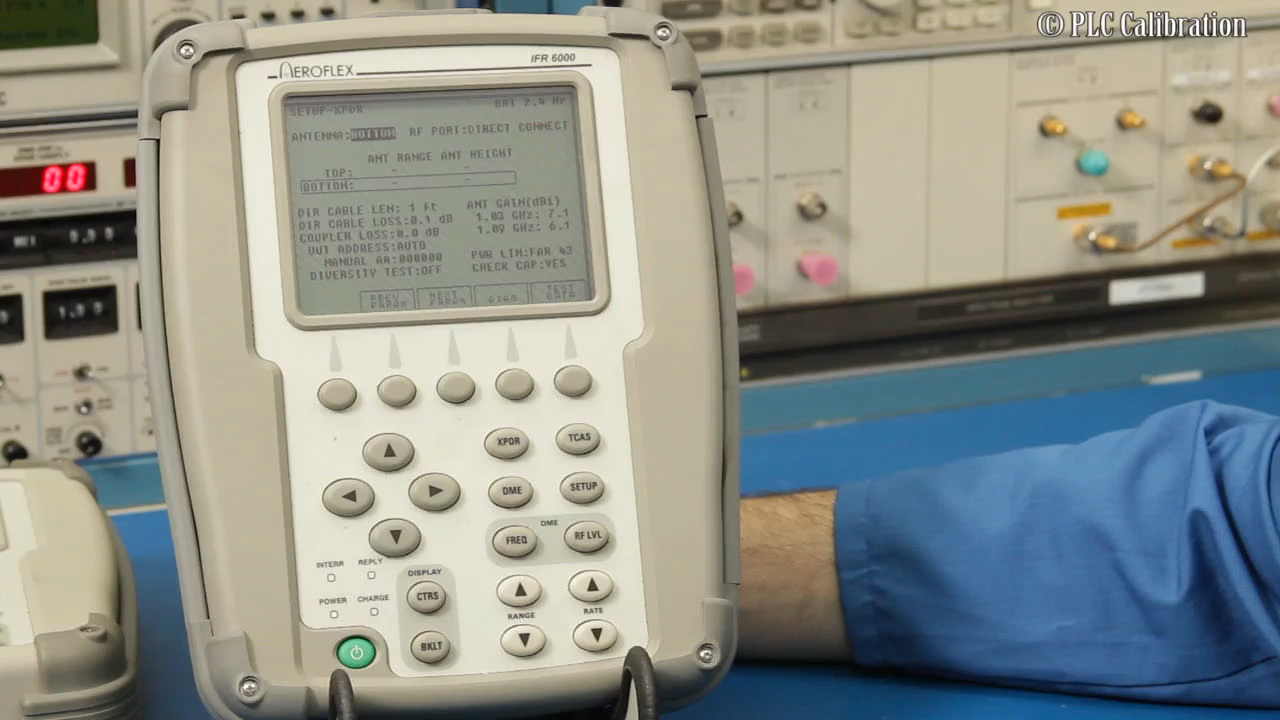 © PLC Calibration
AEROFLEX
IFR 6000
SETUP-XPDR
BAT 2.4 Hr
ANTENNA:BOTTOM RF PORT:DIRECT CONNECT
ANT RANGE ANT HEIGHT
TOP: - -
BOTTOM: - -
DIR CABLE LEN: 1 ft ANT GAIN(dBi)
DIR CABLE LOSS:0.1 dB 1.03 GHz: 7.1
COUPLER LOSS:0.0 dB 1.09 GHz: 6.1
UUT ADDRESS:AUTO
MANUAL AA:000000 PWR LIM:FAR 43
DIVERSITY TEST:OFF CHECK CAP:YES
PREV PARAM NEXT PARAM DIAG TEST DATA
XPDR
TCAS
DME
SETUP
DME
FREQ
RF LVL
INTERR
REPLY
DISPLAY
POWER
CHARGE
CTRS
RANGE
RATE
BKLT
00